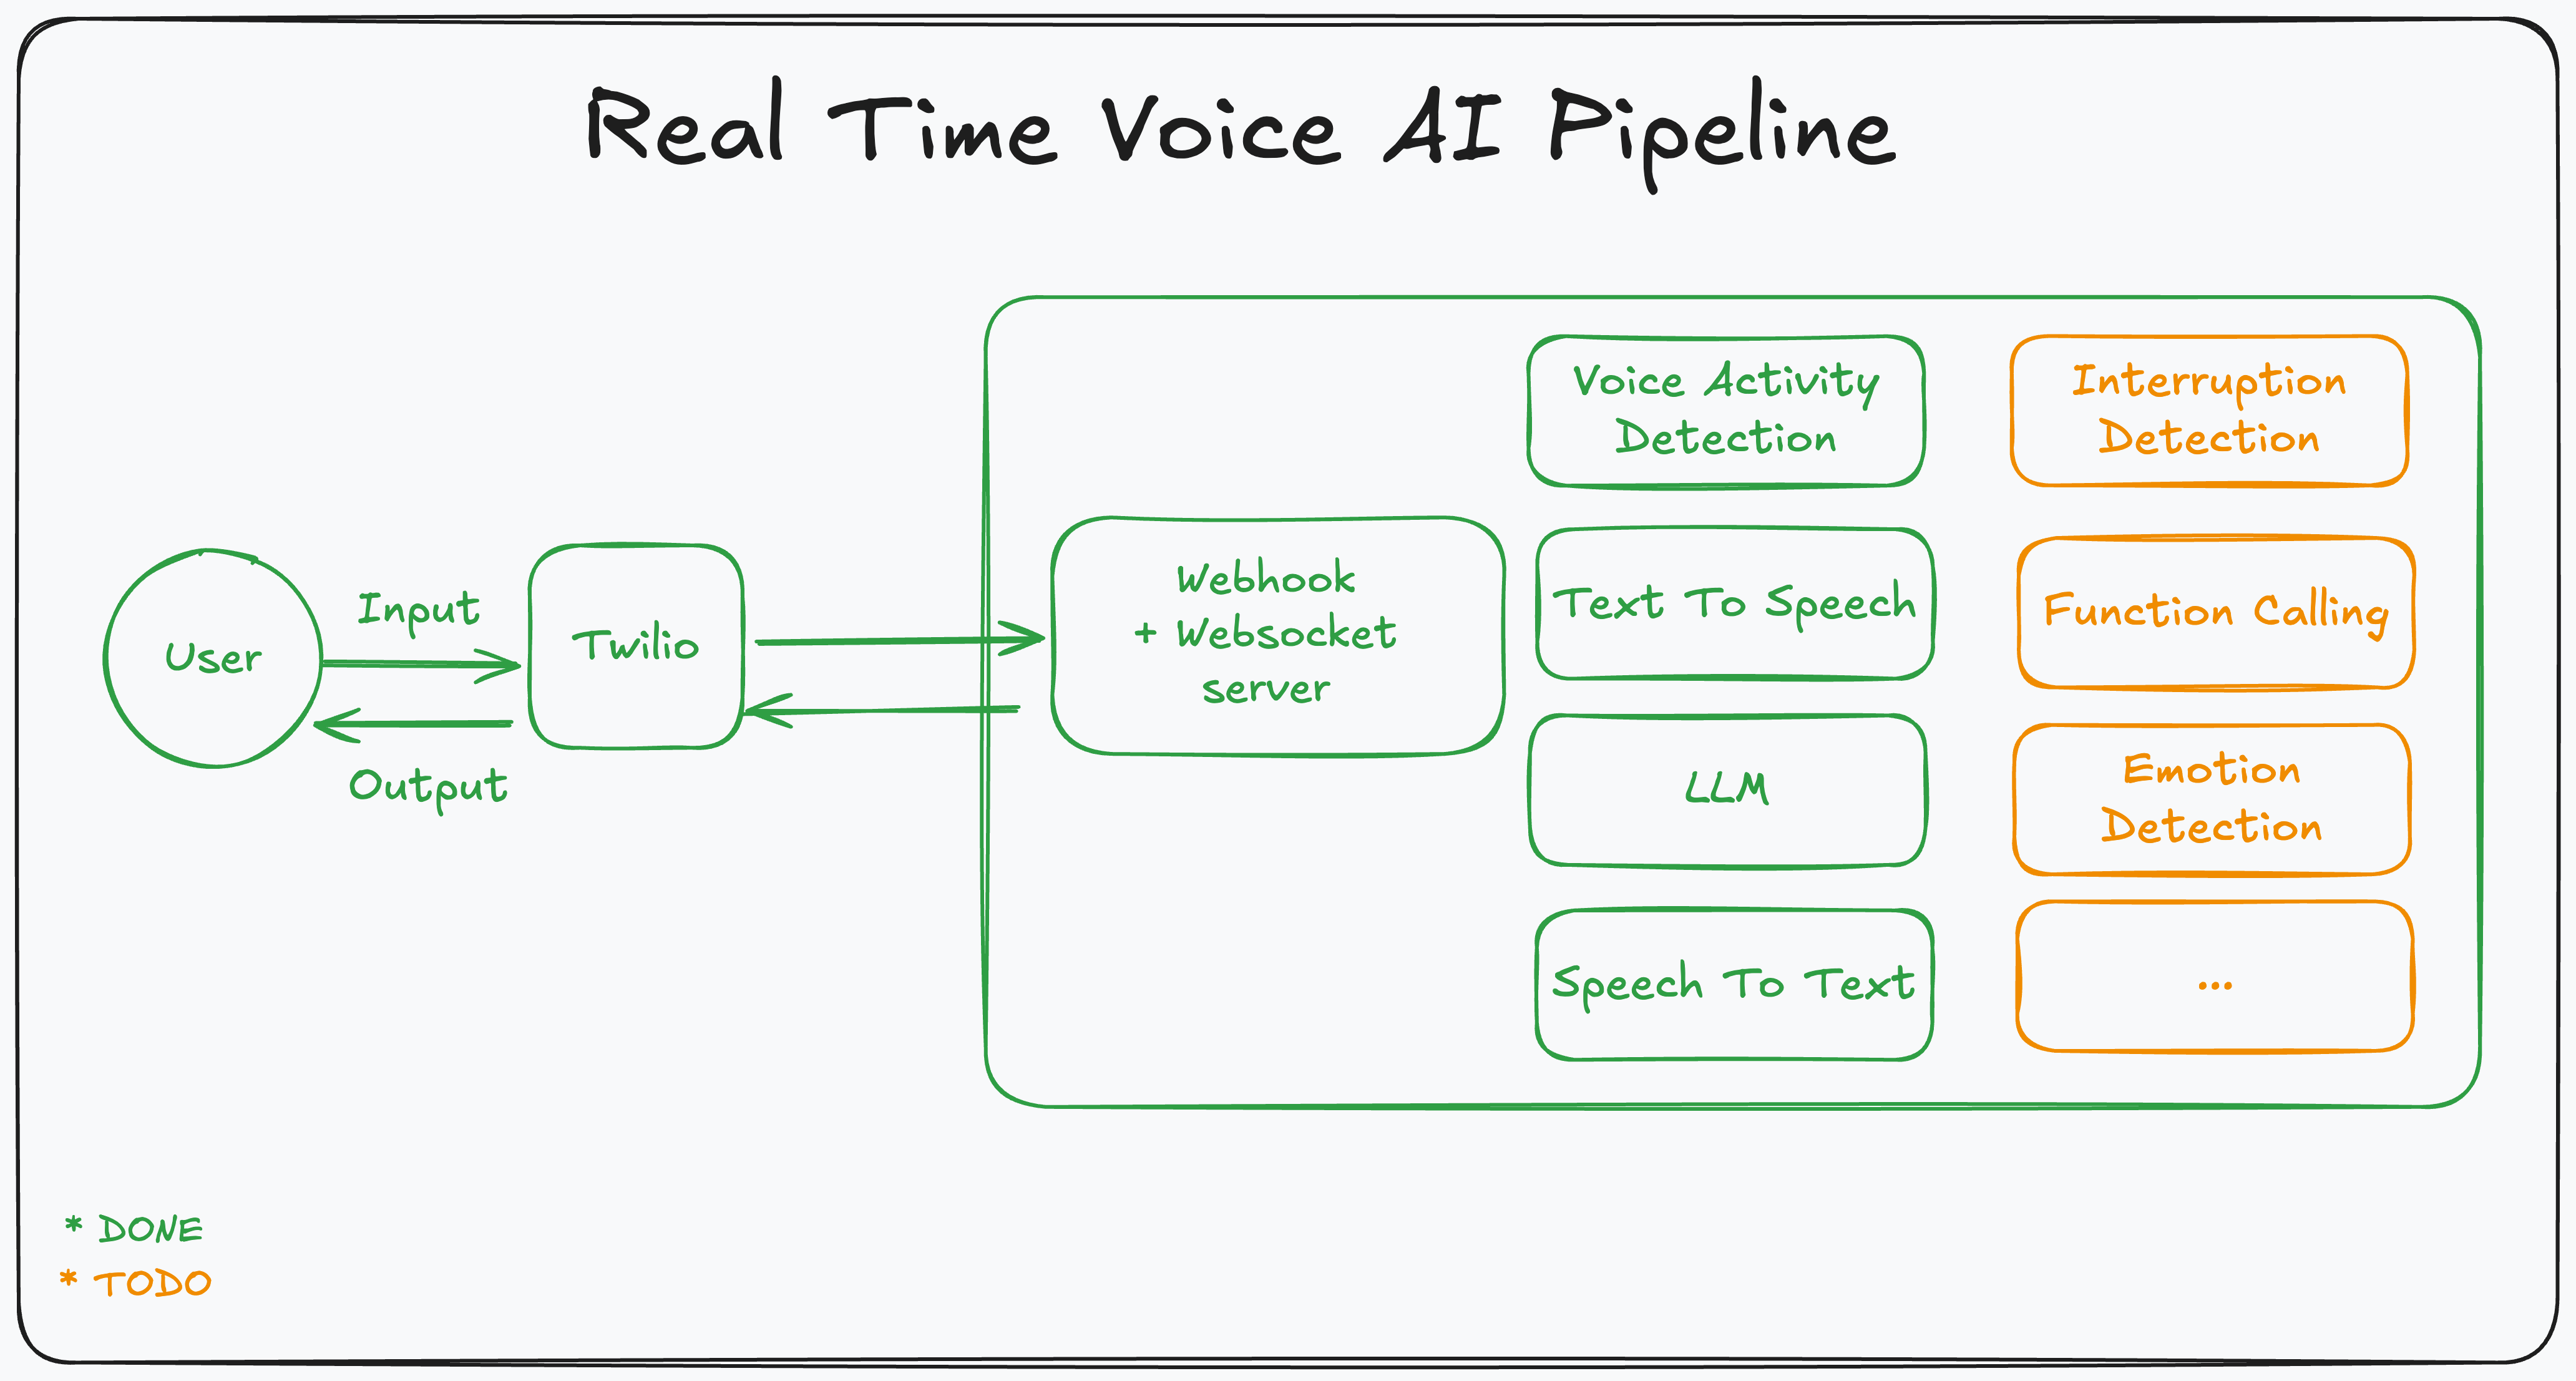 Real Time Voice AI Pipeline
User
Input
Output
Twilio
Webhook
+ Websocket
server
Voice Activity
Detection
Text To Speech
LLM
Speech To Text
Interruption
Detection
Function Calling
Emotion
Detection
...
* DONE
* TODO